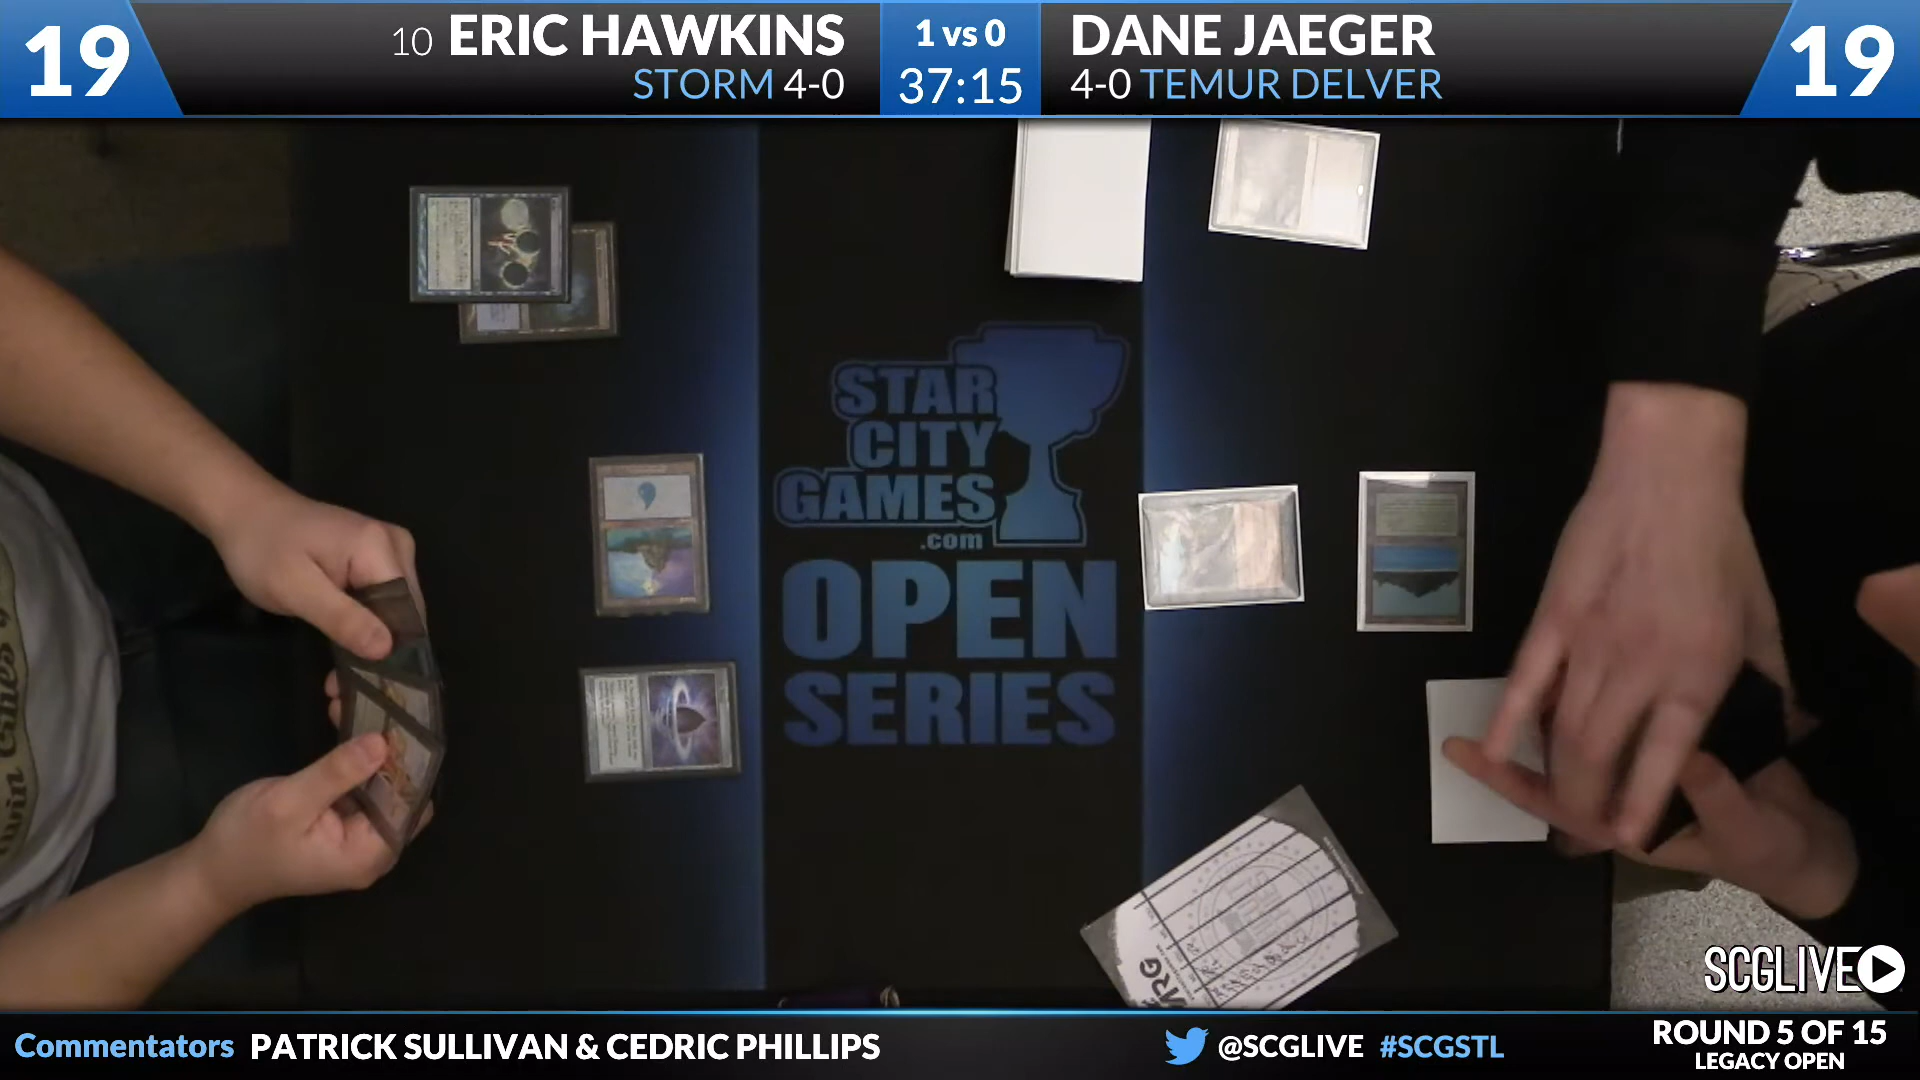 19
10 ERIC HAWKINS
STORM 4-0
1 vs 0
37:15
DANE JAEGER
4-0 TEMUR DELVER
19
STAR
CITY
GAMES
.com
OPEN
SERIES
SCGLIVE
Commentators PATRICK SULLIVAN & CEDRIC PHILLIPS
@SCGLIVE #SCGSTL
ROUND 5 OF 15
LEGACY OPEN